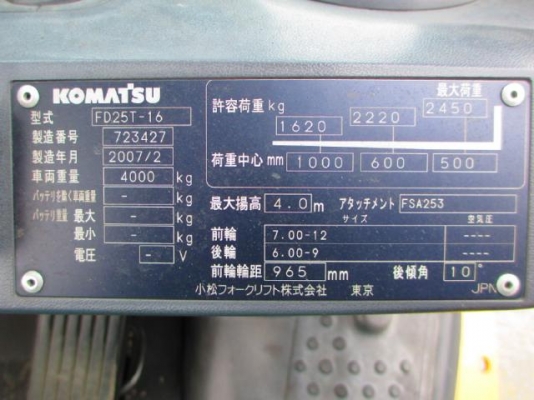 KOMATSU
型式 FD25T-16
製造番号 723427
製造年月 2007/2
車両重量 4000 kg
バッテリを動く車両重量 - kg
バッテリ重量 最大 - kg
最小 - kg
電圧 - V
許容荷重 kg 1620 2220 最大荷重 2450
荷重中心 mm 1000 600 500
最大揚高 4.0 m アタッチメント FSA253
サイズ 空気圧
前輪 7.00-12 ----
後輪 6.00-9 ----
前輪輪距 965 mm 後傾角 10°
小松フォークリフト株式会社 東京 JPN